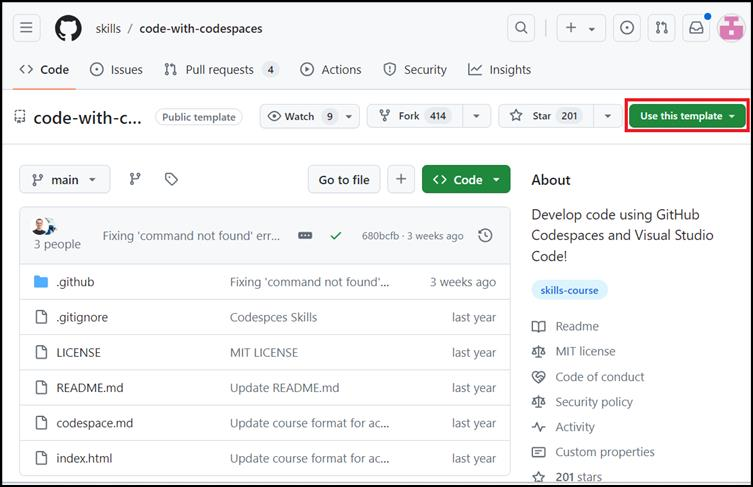 skills / code-with-codespaces
Code Issues Pull requests 4 Actions Security Insights
code-with-c... Public template Watch 9 Fork 414 Star 201 Use this template
main Go to file + Code
3 people Fixing 'command not found' err... 680bcfb · 3 weeks ago
.github Fixing 'command not found'... 3 weeks ago
.gitignore Codespces Skills last year
LICENSE MIT LICENSE last year
README.md Update README.md last year
codespace.md Update course format for ac... last year
index.html Update course format for ac... last year
About
Develop code using GitHub
Codespaces and Visual Studio
Code!
skills-course
Readme
MIT license
Code of conduct
Security policy
Activity
Custom properties
201 stars